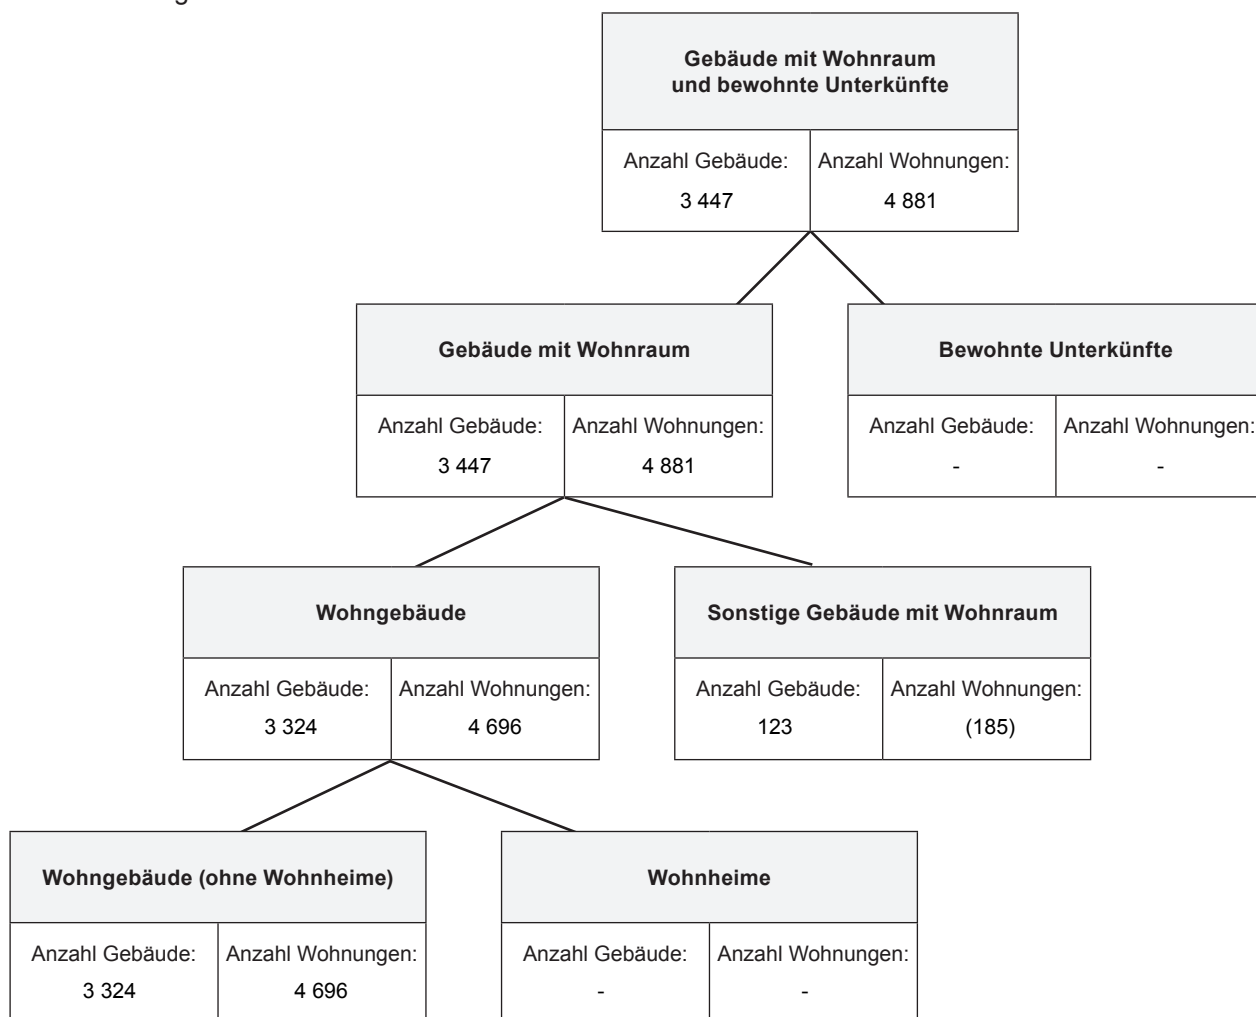 Gebäude mit Wohnraum
und bewohnte Unterkünfte
Anzahl Gebäude: Anzahl Wohnungen:
3 447 4 881
Gebäude mit Wohnraum Bewohnte Unterkünfte
Anzahl Gebäude: Anzahl Wohnungen: Anzahl Gebäude: Anzahl Wohnungen:
3 447 4 881 - -
Wohngebäude Sonstige Gebäude mit Wohnraum
Anzahl Gebäude: Anzahl Wohnungen: Anzahl Gebäude: Anzahl Wohnungen:
3 324 4 696 123 (185)
Wohngebäude (ohne Wohnheime) Wohnheime
Anzahl Gebäude: Anzahl Wohnungen: Anzahl Gebäude: Anzahl Wohnungen:
3 324 4 696 - -